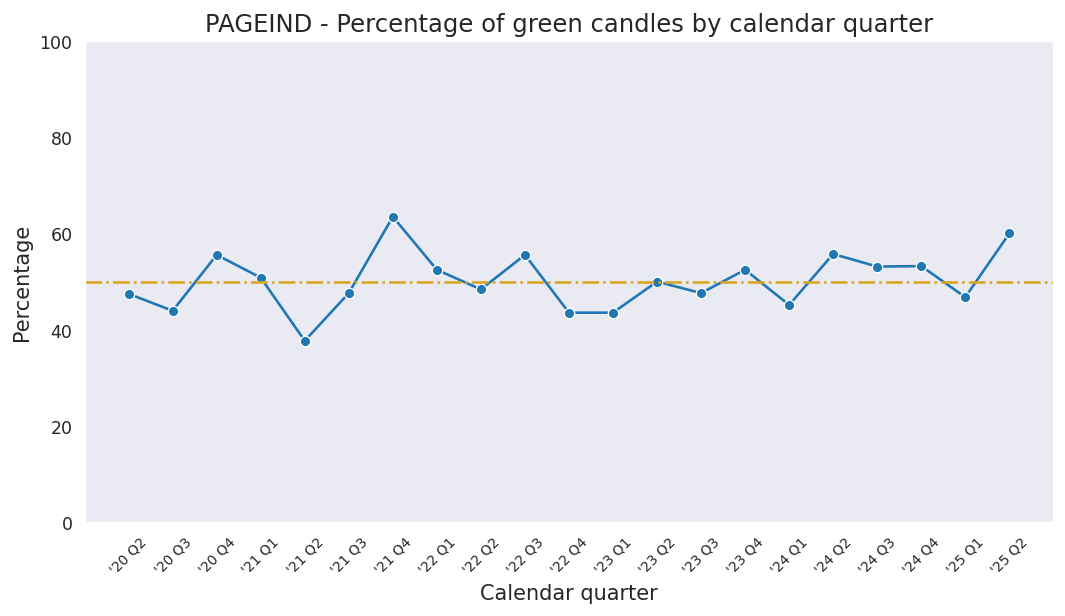 PAGEIND - Percentage of green candles by calendar quarter
Percentage
100
80
60
40
20
0
'20 Q2
'20 Q3
'20 Q4
'21 Q1
'21 Q2
'21 Q3
'21 Q4
'22 Q1
'22 Q2
'22 Q3
'22 Q4
'23 Q1
'23 Q2
'23 Q3
'23 Q4
'24 Q1
'24 Q2
'24 Q3
'24 Q4
'25 Q1
'25 Q2
Calendar quarter